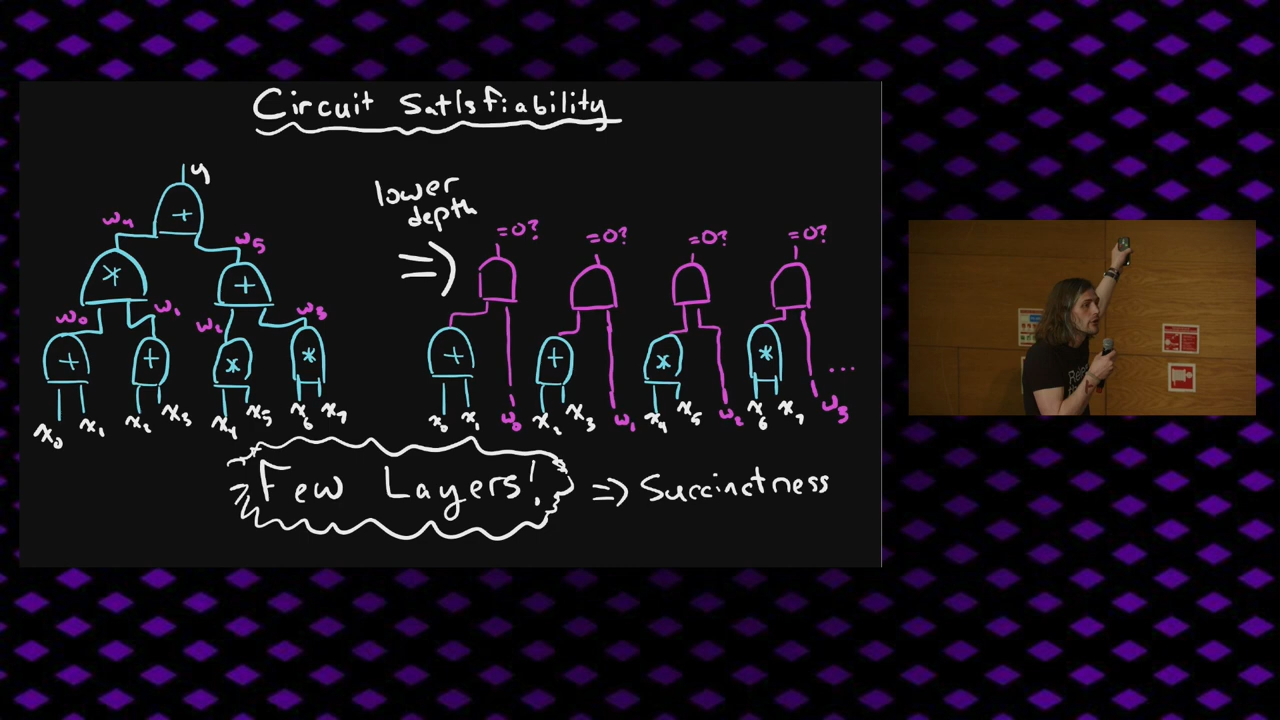 Circuit Satisfiability
y
lower
depth
=>
w4
w5
=0? =0? =0? =0?
+
* +
w0 w1 w2 w3
+ + * *
+ + * * ...
x0 x1 x2 x3 x4 x5 x6 x7
x0 x1 w0 x2 x3 w1 x4 x5 w2 x6 x7 w3
Few Layers! => Succinctness